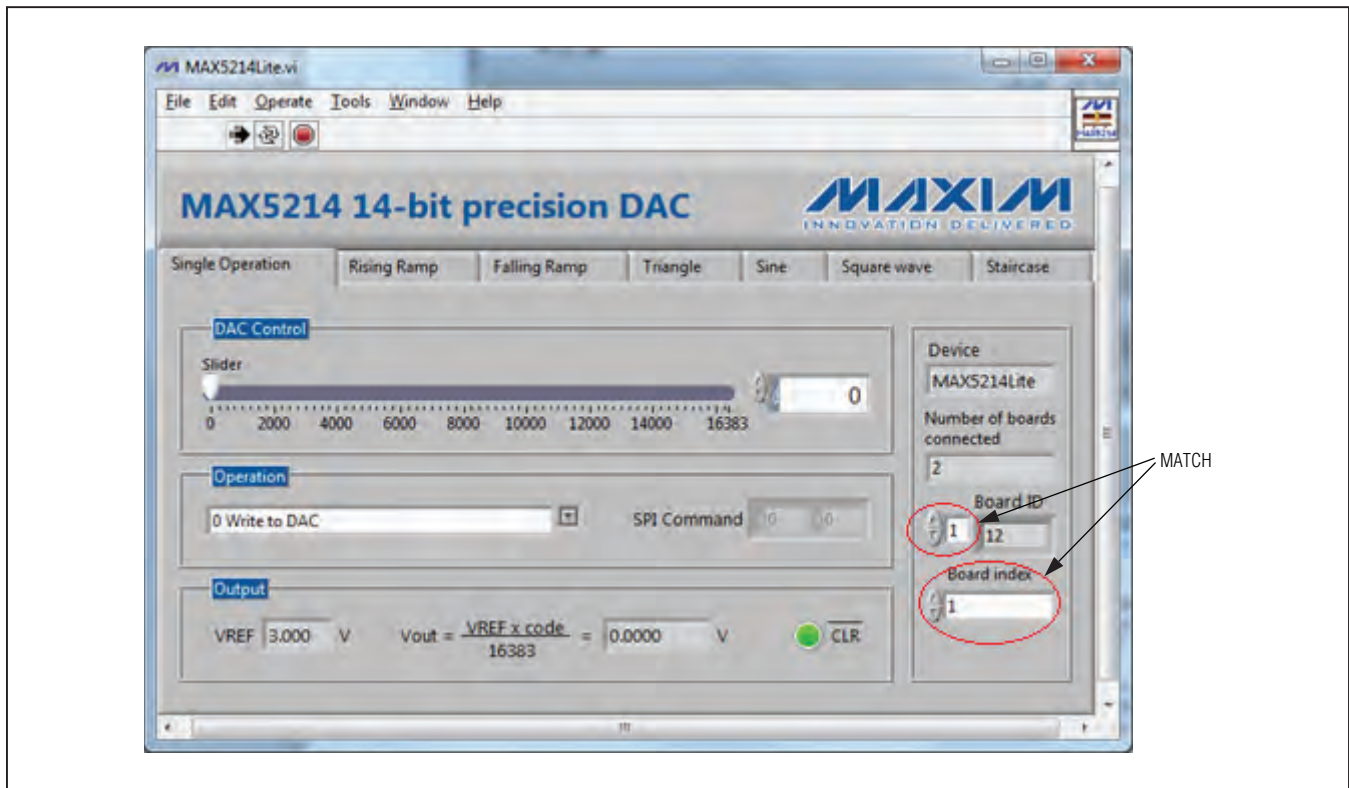 MAX5214Lite.vi
File Edit Operate Tools Window Help
MAXIM
MAX5214
MAX5214 14-bit precision DAC
MAXIM
INNOVATION DELIVERED
Single Operation Rising Ramp Falling Ramp Triangle Sine Square wave Staircase
DAC Control
Slider
0
0 2000 4000 6000 8000 10000 12000 14000 16383
Operation
0 Write to DAC
SPI Command
Output
VREF 3.000 V Vout = VREF x code = 0.0000 V CLR
16383
Device
MAX5214Lite
Number of boards
connected
2
Board ID
1 12
Board index
1
MATCH